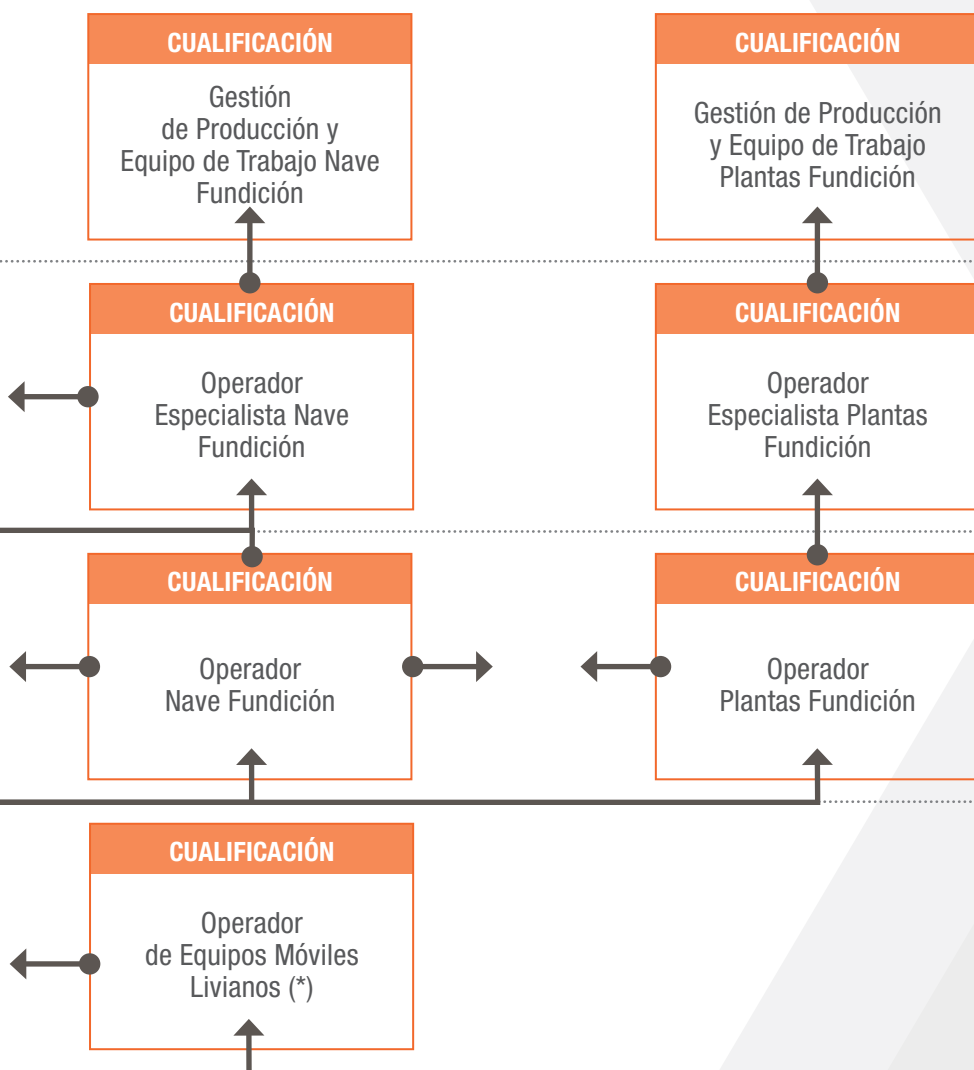 CUALIFICACIÓN
Gestión
de Producción y
Equipo de Trabajo Nave
Fundición
CUALIFICACIÓN
Gestión de Producción
y Equipo de Trabajo
Plantas Fundición
CUALIFICACIÓN
Operador
Especialista Nave
Fundición
CUALIFICACIÓN
Operador
Especialista Plantas
Fundición
CUALIFICACIÓN
Operador
Nave Fundición
CUALIFICACIÓN
Operador
Plantas Fundición
CUALIFICACIÓN
Operador
de Equipos Móviles
Livianos (*)